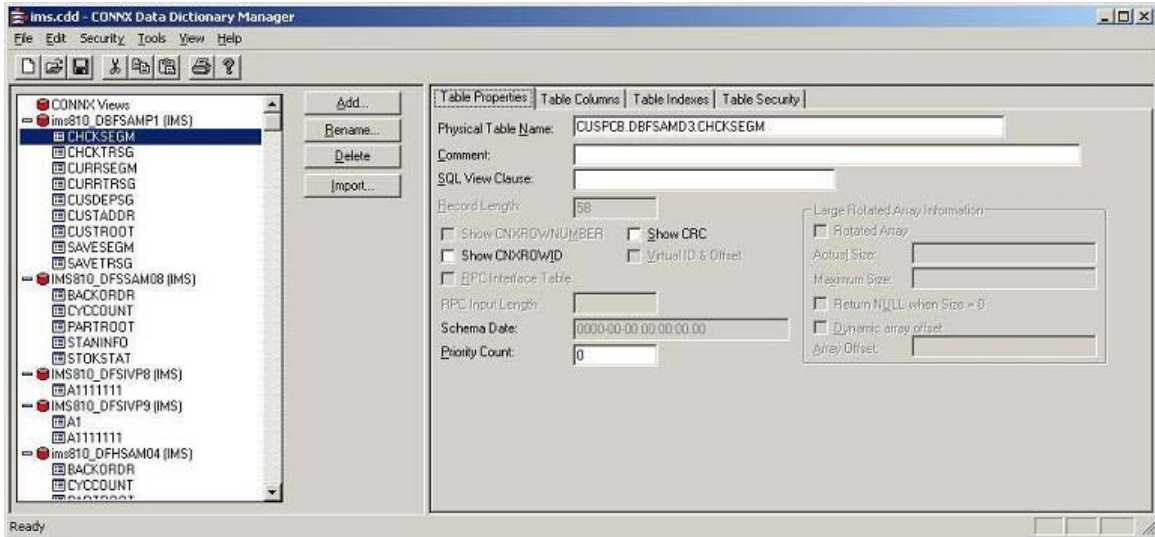 ims.cdd - CONNX Data Dictionary Manager
File Edit Security Tools View Help
CONNX Views
ims810_DBFSAMP1 (IMS)
CHCKSEGM
CHCKTRSG
CURRSEGM
CURRTRSG
CUSDEPSG
CUSTADDR
CUSTROOT
SAVESEGM
SAVETRSG
IMS810_DFSSAM08 (IMS)
BACKORDR
CYCCOUNT
PARTROOT
STANINFO
STOKSTAT
IMS810_DFSIVP8 (IMS)
A1111111
IMS810_DFSIVP9 (IMS)
A1
A1111111
ims810_DFHSAM04 (IMS)
BACKORDR
CYCCOUNT
PARTROOT
Add...
Rename...
Delete
Import...
Table Properties Table Columns Table Indexes Table Security
Physical Table Name: CUSPCB.DBFSAMD3.CHCKSEGM
Comment:
SQL View Clause:
Record Length: 58
Show CNXROWNUMBER Show CRC
Show CNXROWID Virtual ID & Offset
RPC Interface Table
RPC Input Length
Schema Date: 0000-00-00 00:00:00.00
Priority Count: 0
Large Rotated Array Information
Rotated Array
Actual Size:
Maximum Size:
Return NULL when Size = 0
Dynamic array offset
Array Offset:
Ready